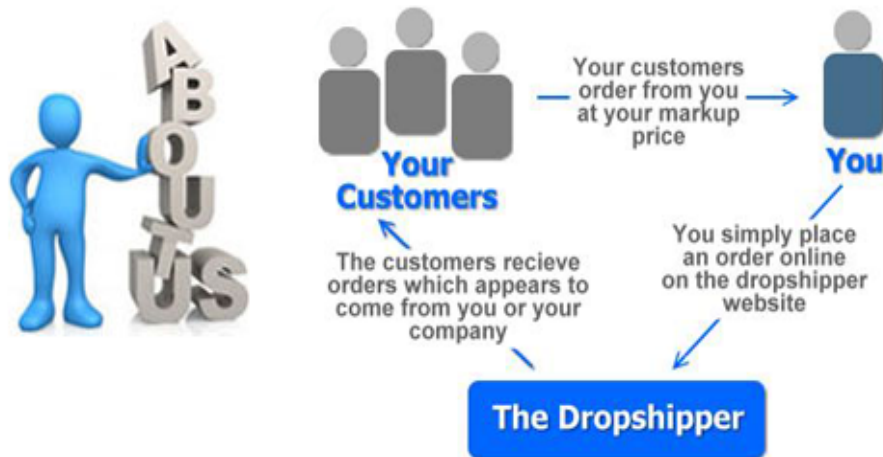 ABOUT US
Your customers
order from you
at your markup
price
Your
Customers
You
You simply place
an order online
on the dropshipper
website
The customers recieve
orders which appears to
come from you or your
company
The Dropshipper